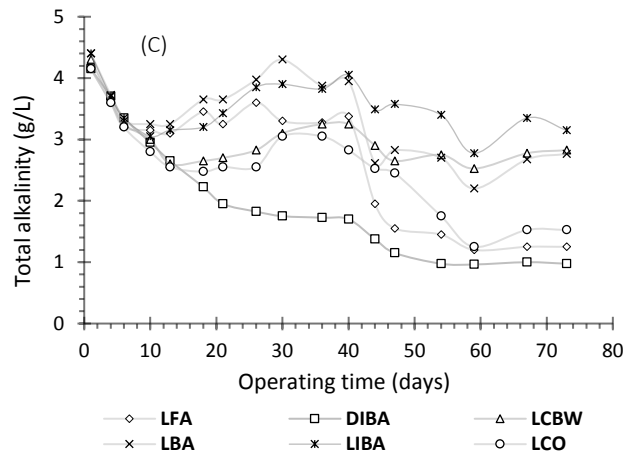 (C)
Total alkalinity (g/L)
5
4
3
2
1
0
0 10 20 30 40 50 60 70 80
Operating time (days)
LFA DIBA LCBW
LBA LIBA LCO